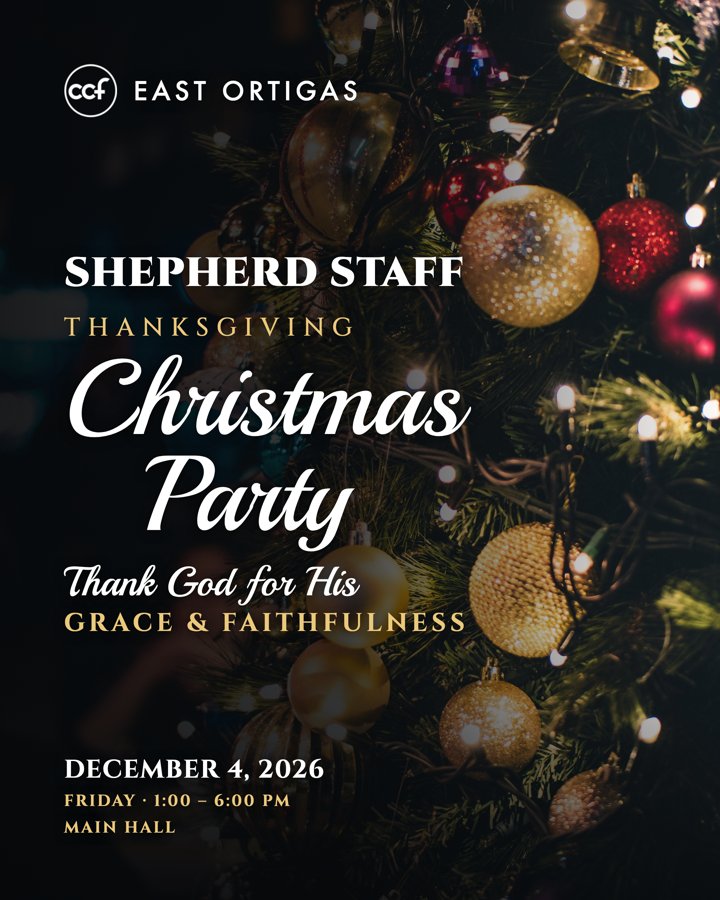 ccf EAST ORTIGAS
SHEPHERD STAFF
THANKSGIVING
Christmas
Party
Thank God for His
GRACE & FAITHFULNESS
DECEMBER 4, 2026
FRIDAY · 1:00 – 6:00 PM
MAIN HALL